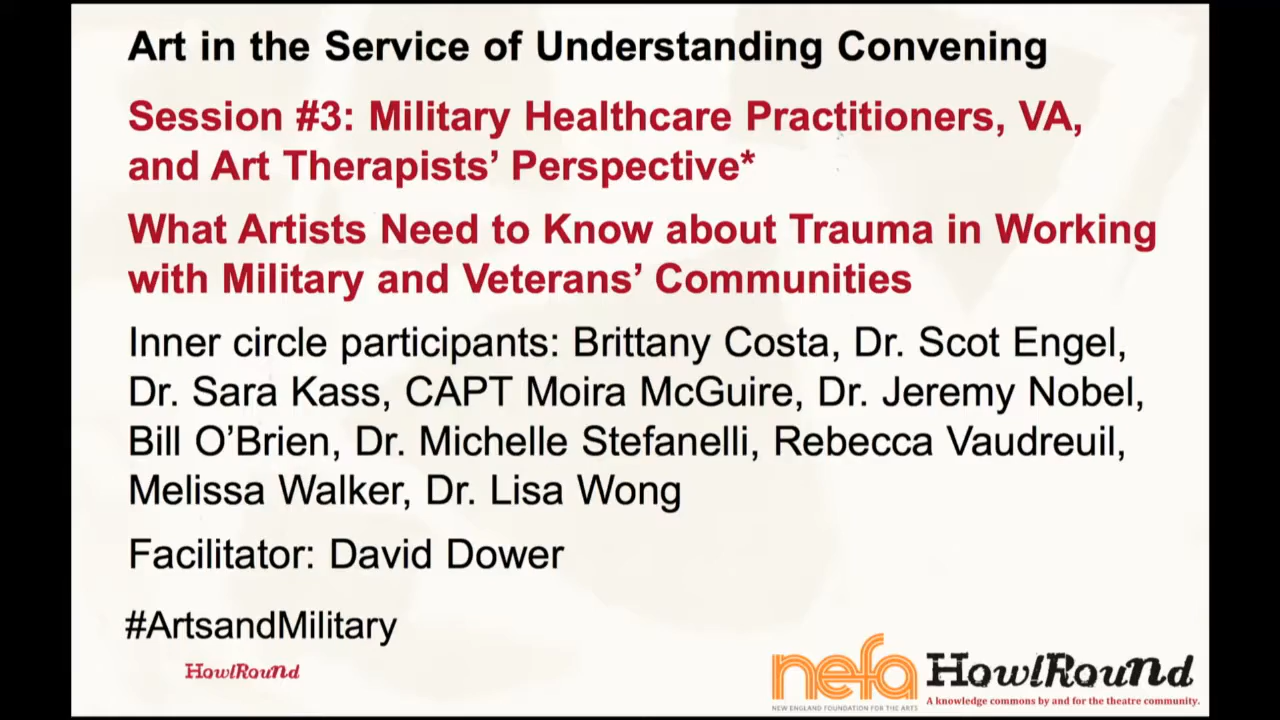 Art in the Service of Understanding Convening
Session #3: Military Healthcare Practitioners, VA,
and Art Therapists’ Perspective*
What Artists Need to Know about Trauma in Working
with Military and Veterans’ Communities
Inner circle participants: Brittany Costa, Dr. Scot Engel,
Dr. Sara Kass, CAPT Moira McGuire, Dr. Jeremy Nobel,
Bill O’Brien, Dr. Michelle Stefanelli, Rebecca Vaudreuil,
Melissa Walker, Dr. Lisa Wong
Facilitator: David Dower
#ArtsandMilitary
HowlRound
nefa
NEW ENGLAND FOUNDATION FOR THE ARTS
HowlRound
A knowledge commons by and for the theatre community.